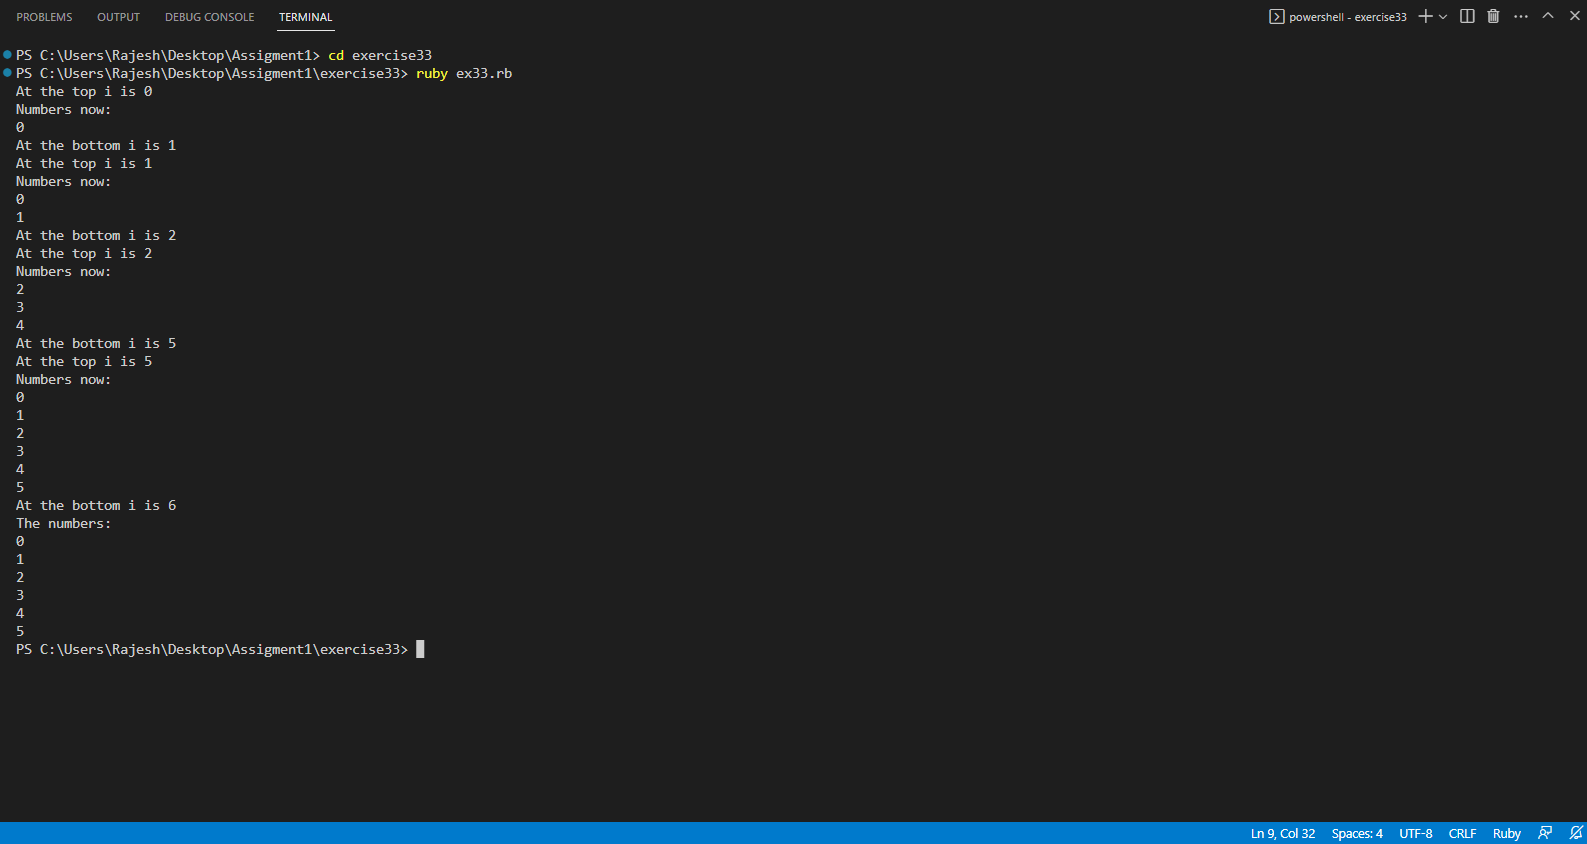 PROBLEMS OUTPUT DEBUG CONSOLE TERMINAL powershell - exercise33
PS C:\Users\Rajesh\Desktop\Assigment1> cd exercise33
PS C:\Users\Rajesh\Desktop\Assigment1\exercise33> ruby ex33.rb
At the top i is 0
Numbers now:
0
At the bottom i is 1
At the top i is 1
Numbers now:
0
1
At the bottom i is 2
At the top i is 2
Numbers now:
2
3
4
At the bottom i is 5
At the top i is 5
Numbers now:
0
1
2
3
4
5
At the bottom i is 6
The numbers:
0
1
2
3
4
5
PS C:\Users\Rajesh\Desktop\Assigment1\exercise33>
Ln 9, Col 32 Spaces: 4 UTF-8 CRLF Ruby